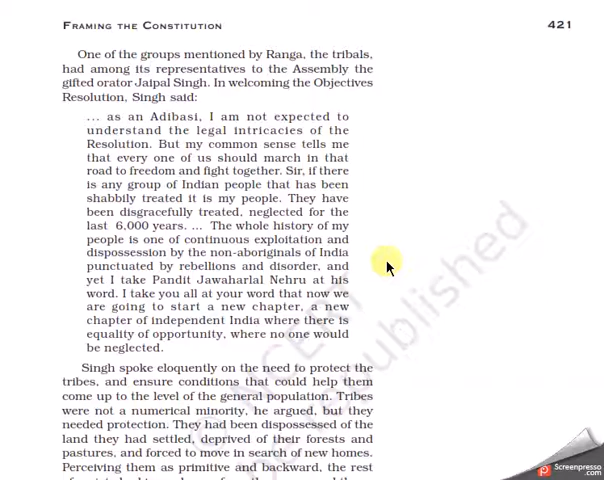 FRAMING THE CONSTITUTION 421
One of the groups mentioned by Ranga, the tribals,
had among its representatives to the Assembly the
gifted orator Jaipal Singh. In welcoming the Objectives
Resolution, Singh said:
... as an Adibasi, I am not expected to
understand the legal intricacies of the
Resolution. But my common sense tells me
that every one of us should march in that
road to freedom and fight together. Sir, if there
is any group of Indian people that has been
shabbily treated it is my people. They have
been disgracefully treated, neglected for the
last 6,000 years. ... The whole history of my
people is one of continuous exploitation and
dispossession by the non-aboriginals of India
punctuated by rebellions and disorder, and
yet I take Pandit Jawaharlal Nehru at his
word. I take you all at your word that now we
are going to start a new chapter, a new
chapter of independent India where there is
equality of opportunity, where no one would
be neglected.
Singh spoke eloquently on the need to protect the
tribes, and ensure conditions that could help them
come up to the level of the general population. Tribes
were not a numerical minority, he argued, but they
needed protection. They had been dispossessed of the
land they had settled, deprived of their forests and
pastures, and forced to move in search of new homes.
Perceiving them as primitive and backward, the rest
© NCERT
republished
Screenpresso